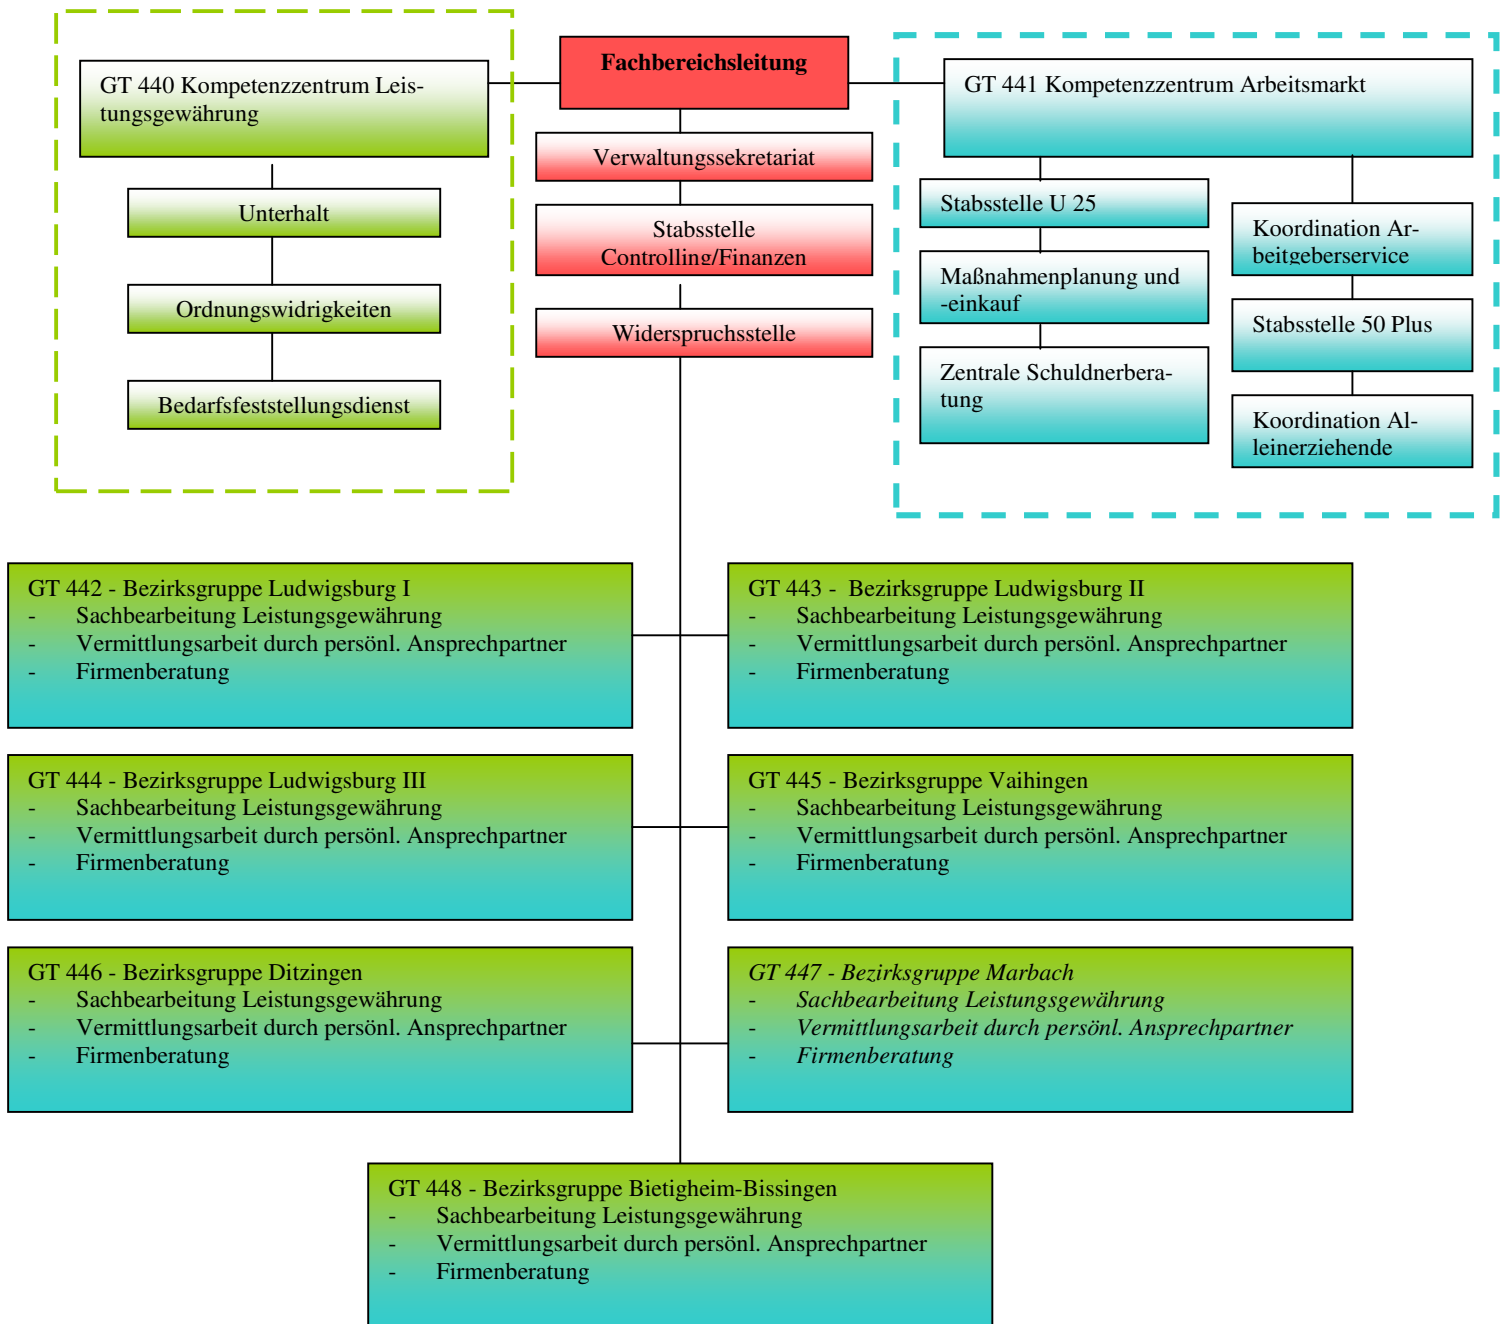 GT 440 Kompetenzzentrum Leis-
tungsgewährung
Unterhalt
Ordnungswidrigkeiten
Bedarfsfeststellungsdienst
Fachbereichsleitung
Verwaltungssekretariat
Stabsstelle
Controlling/Finanzen
Widerspruchsstelle
GT 441 Kompetenzzentrum Arbeitsmarkt
Stabsstelle U 25
Maßnahmenplanung und
-einkauf
Zentrale Schuldnerbera-
tung
Koordination Ar-
beitgeberservice
Stabsstelle 50 Plus
Koordination Al-
leinerziehende
GT 442 - Bezirksgruppe Ludwigsburg I
- Sachbearbeitung Leistungsgewährung
- Vermittlungsarbeit durch persönl. Ansprechpartner
- Firmenberatung
GT 443 - Bezirksgruppe Ludwigsburg II
- Sachbearbeitung Leistungsgewährung
- Vermittlungsarbeit durch persönl. Ansprechpartner
- Firmenberatung
GT 444 - Bezirksgruppe Ludwigsburg III
- Sachbearbeitung Leistungsgewährung
- Vermittlungsarbeit durch persönl. Ansprechpartner
- Firmenberatung
GT 445 - Bezirksgruppe Vaihingen
- Sachbearbeitung Leistungsgewährung
- Vermittlungsarbeit durch persönl. Ansprechpartner
- Firmenberatung
GT 446 - Bezirksgruppe Ditzingen
- Sachbearbeitung Leistungsgewährung
- Vermittlungsarbeit durch persönl. Ansprechpartner
- Firmenberatung
GT 447 - Bezirksgruppe Marbach
- Sachbearbeitung Leistungsgewährung
- Vermittlungsarbeit durch persönl. Ansprechpartner
- Firmenberatung
GT 448 - Bezirksgruppe Bietigheim-Bissingen
- Sachbearbeitung Leistungsgewährung
- Vermittlungsarbeit durch persönl. Ansprechpartner
- Firmenberatung